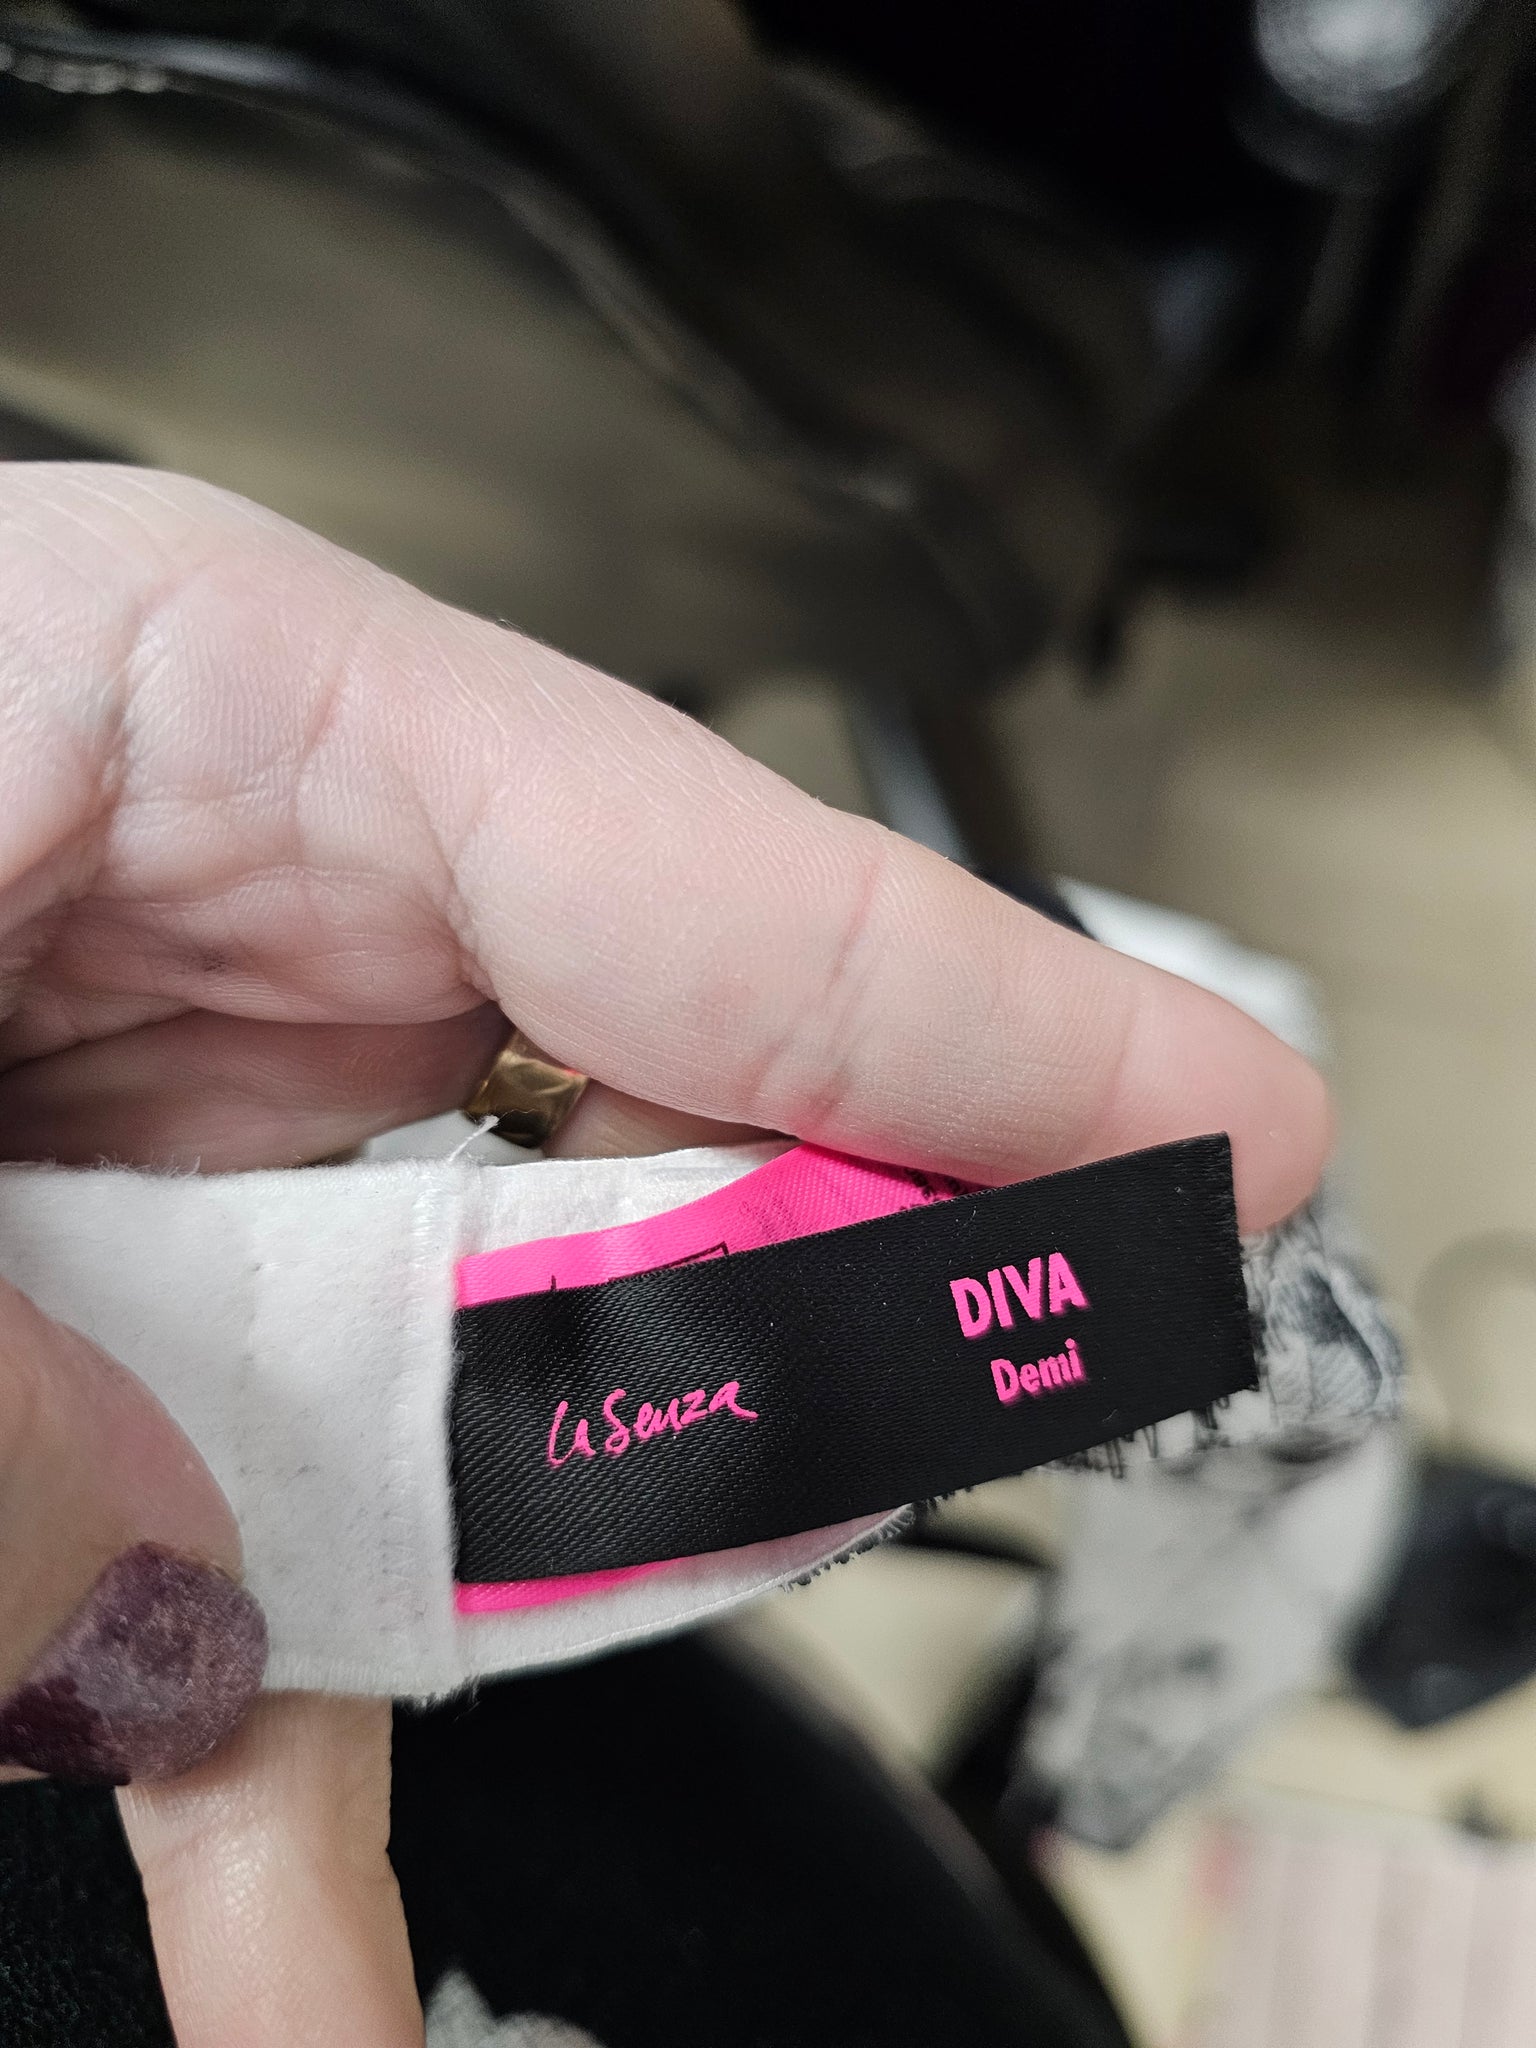 la Senza
DIVA
Demi